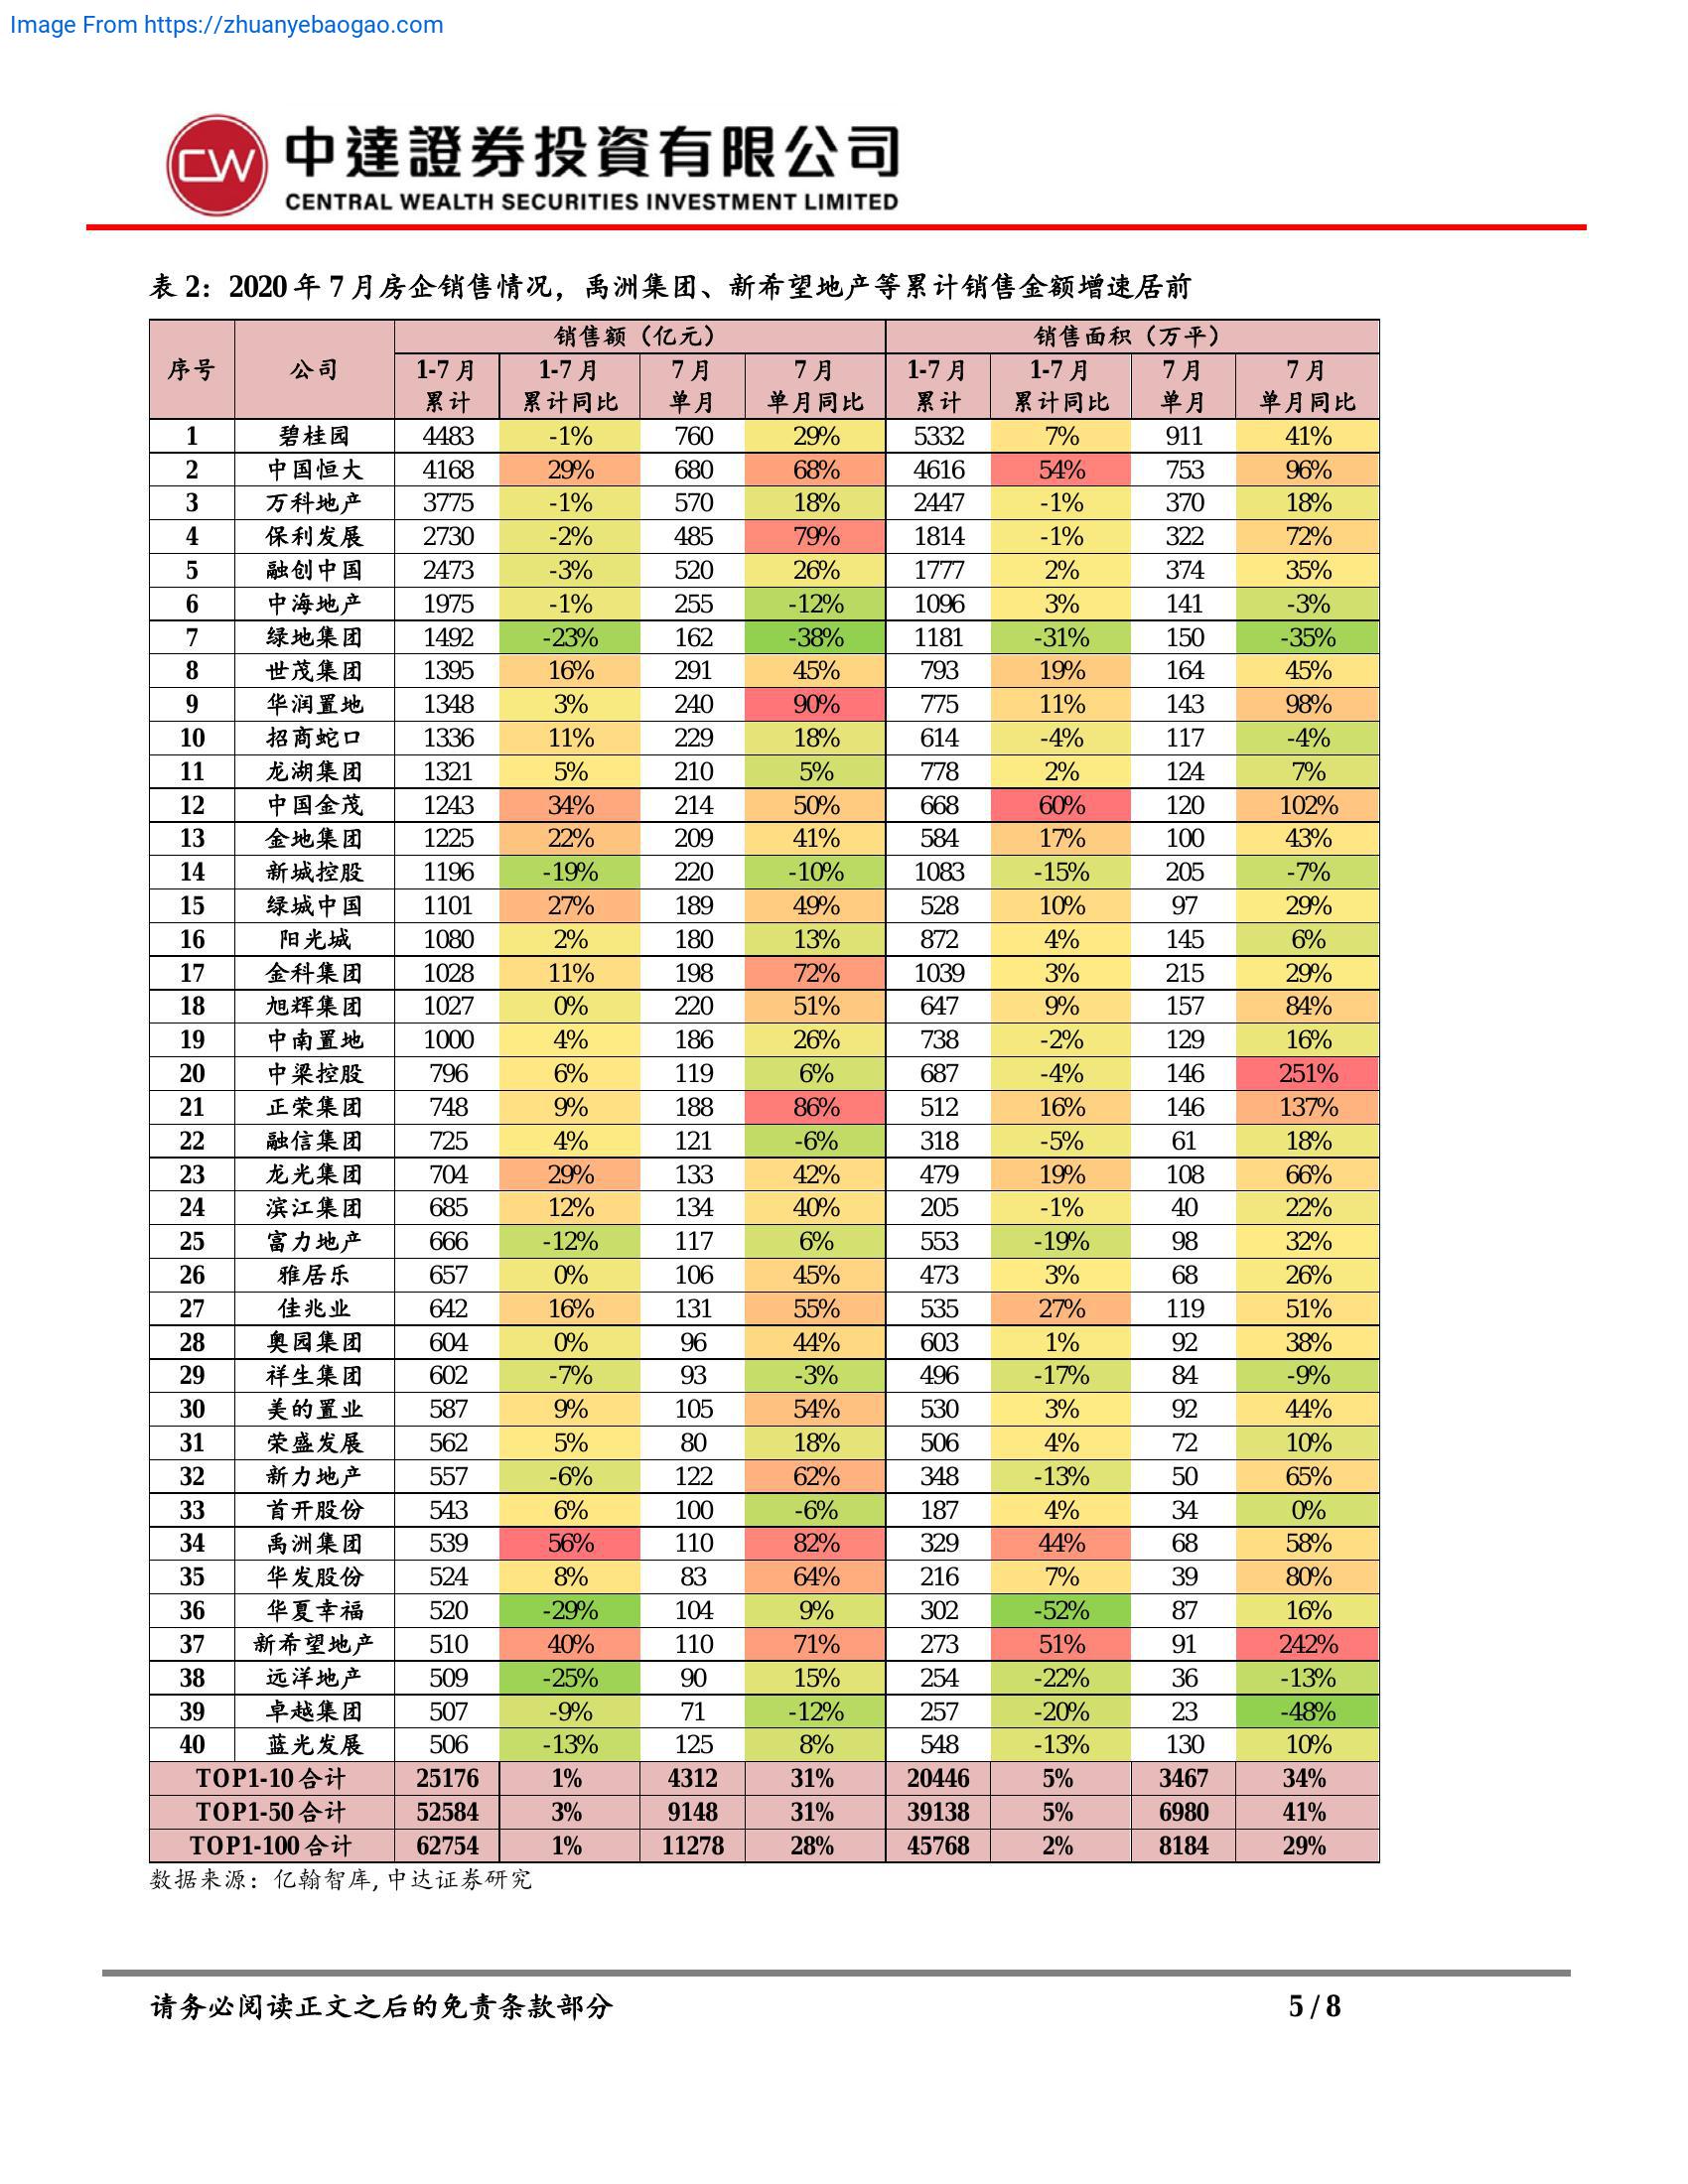 Image From https://zhuanyebaogao.com
CW
中達證券投資有限公司
CENTRAL WEALTH SECURITIES INVESTMENT LIMITED
表 2：2020 年 7 月房企销售情况，禹洲集团、新希望地产等累计销售金额增速居前
序号 公司 销售额（亿元） 销售面积（万平）
1-7 月 1-7 月 7 月 7 月 1-7 月 1-7 月 7 月 7 月
累计 累计同比 单月 单月同比 累计 累计同比 单月 单月同比
1 碧桂园 4483 -1% 760 29% 5332 7% 911 41%
2 中国恒大 4168 29% 680 68% 4616 54% 753 96%
3 万科地产 3775 -1% 570 18% 2447 -1% 370 18%
4 保利发展 2730 -2% 485 79% 1814 -1% 322 72%
5 融创中国 2473 -3% 520 26% 1777 2% 374 35%
6 中海地产 1975 -1% 255 -12% 1096 3% 141 -3%
7 绿地集团 1492 -23% 162 -38% 1181 -31% 150 -35%
8 世茂集团 1395 16% 291 45% 793 19% 164 45%
9 华润置地 1348 3% 240 90% 775 11% 143 98%
10 招商蛇口 1336 11% 229 18% 614 -4% 117 -4%
11 龙湖集团 1321 5% 210 5% 778 2% 124 7%
12 中国金茂 1243 34% 214 50% 668 60% 120 102%
13 金地集团 1225 22% 209 41% 584 17% 100 43%
14 新城控股 1196 -19% 220 -10% 1083 -15% 205 -7%
15 绿城中国 1101 27% 189 49% 528 10% 97 29%
16 阳光城 1080 2% 180 13% 872 4% 145 6%
17 金科集团 1028 11% 198 72% 1039 3% 215 29%
18 旭辉集团 1027 0% 220 51% 647 9% 157 84%
19 中南置地 1000 4% 186 26% 738 -2% 129 16%
20 中梁控股 796 6% 119 6% 687 -4% 146 251%
21 正荣集团 748 9% 188 86% 512 16% 146 137%
22 融信集团 725 4% 121 -6% 318 -5% 61 18%
23 龙光集团 704 29% 133 42% 479 19% 108 66%
24 滨江集团 685 12% 134 40% 205 -1% 40 22%
25 富力地产 666 -12% 117 6% 553 -19% 98 32%
26 雅居乐 657 0% 106 45% 473 3% 68 26%
27 佳兆业 642 16% 131 55% 535 27% 119 51%
28 奥园集团 604 0% 96 44% 603 1% 92 38%
29 祥生集团 602 -7% 93 -3% 496 -17% 84 -9%
30 美的置业 587 9% 105 54% 530 3% 92 44%
31 荣盛发展 562 5% 80 18% 506 4% 72 10%
32 新力地产 557 -6% 122 62% 348 -13% 50 65%
33 首开股份 543 6% 100 -6% 187 4% 34 0%
34 禹洲集团 539 56% 110 82% 329 44% 68 58%
35 华发股份 524 8% 83 64% 216 7% 39 80%
36 华夏幸福 520 -29% 104 9% 302 -52% 87 16%
37 新希望地产 510 40% 110 71% 273 51% 91 242%
38 远洋地产 509 -25% 90 15% 254 -22% 36 -13%
39 卓越集团 507 -9% 71 -12% 257 -20% 23 -48%
40 蓝光发展 506 -13% 125 8% 548 -13% 130 10%
TOP1-10 合计 25176 1% 4312 31% 20446 5% 3467 34%
TOP1-50 合计 52584 3% 9148 31% 39138 5% 6980 41%
TOP1-100 合计 62754 1% 11278 28% 45768 2% 8184 29%
数据来源：亿翰智库, 中达证券研究
请务必阅读正文之后的免责条款部分 5 / 8